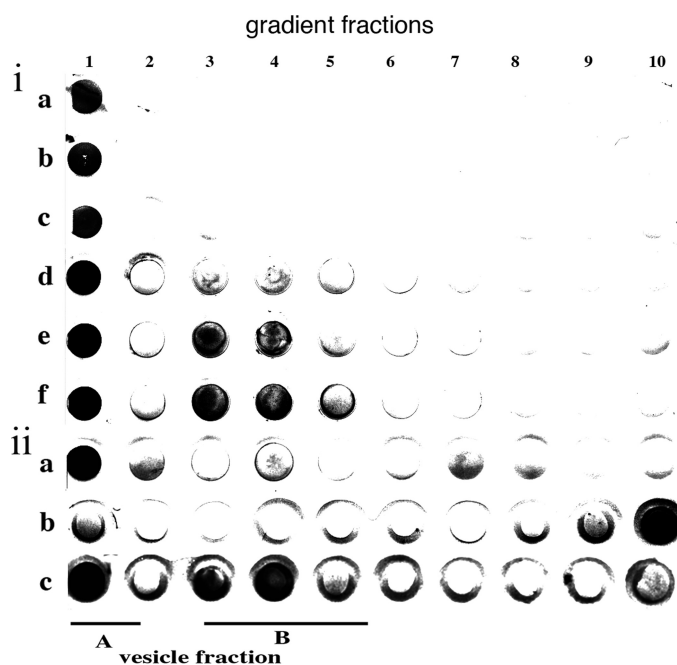 gradient fractions
1 2 3 4 5 6 7 8 9 10
i
a
b
c
d
e
f
ii
a
b
c
A B
vesicle fraction